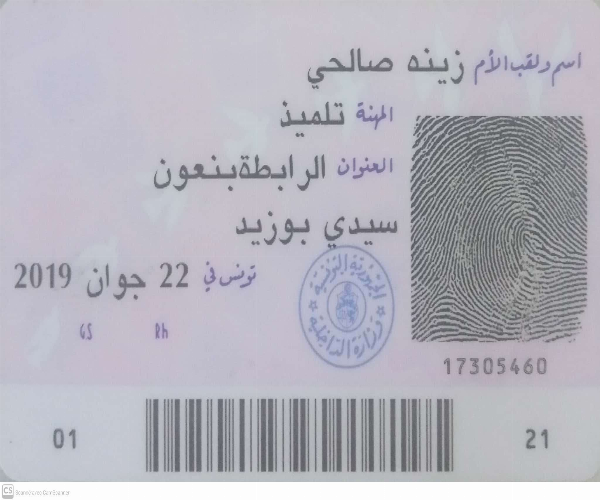 اسم ولقب الأم زينه صالحي
المهنة تلميذ
العنوان الرابطةبنعون
سيدي بوزيد
تونس في 22 جوان 2019
الجمهورية التونسية
وزارة الداخلية
GS Rh
17305460
01 21
CS Scanned with CamScanner